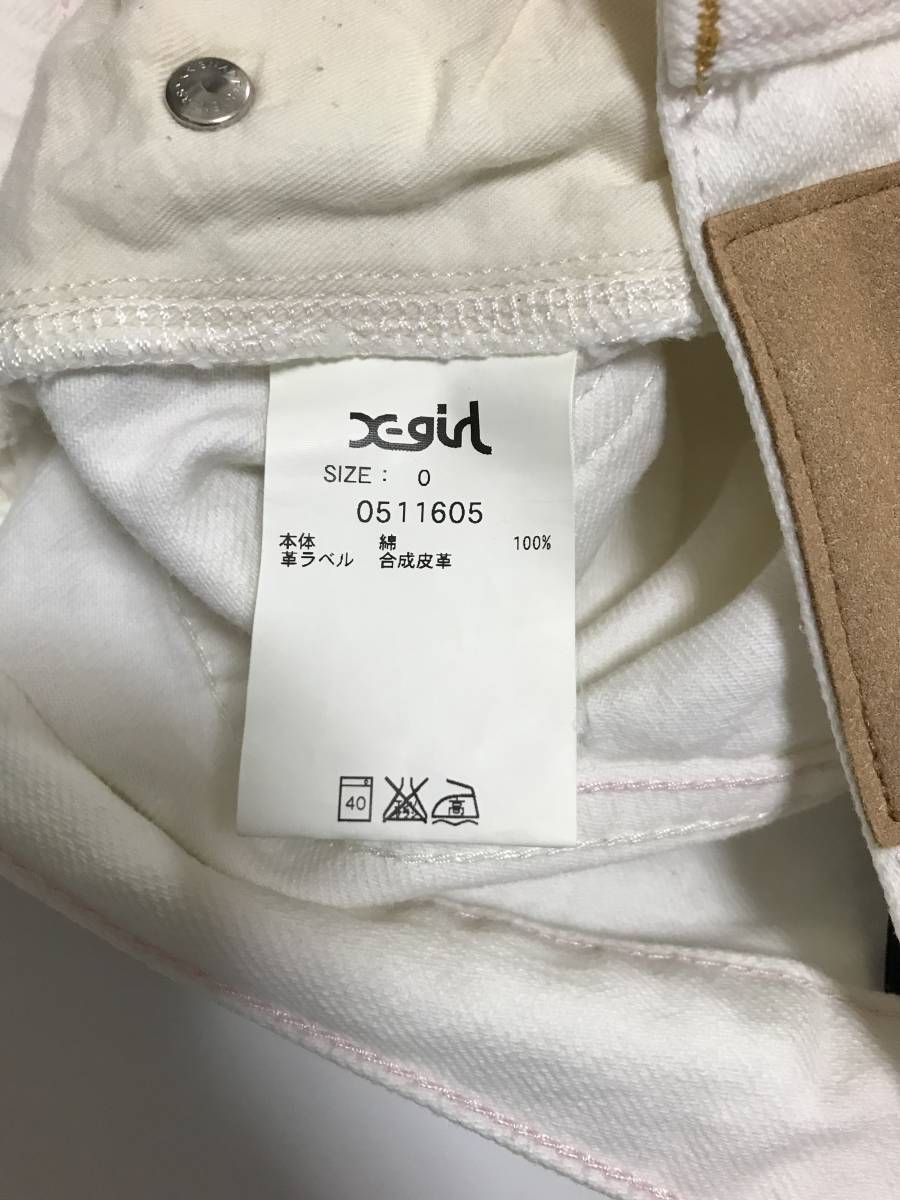 X-girl
SIZE： 0
0511605
本体 綿 100%
革ラベル 合成皮革
40
高